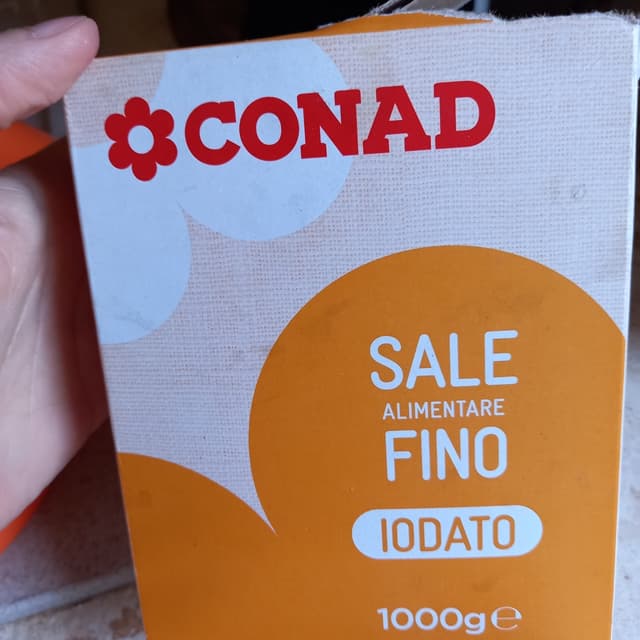 CONAD
SALE
ALIMENTARE
FINO
IODATO
1000g℮